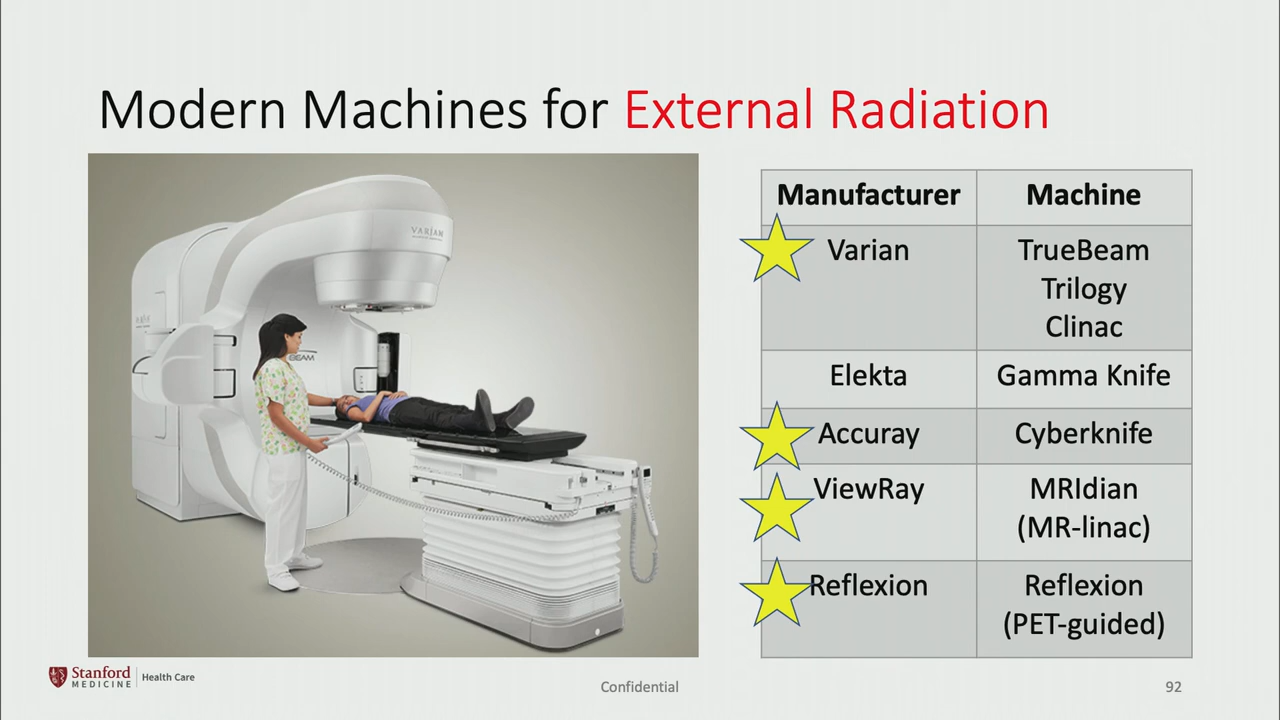 Modern Machines for External Radiation
VARIAN
BEAM
Manufacturer Machine
Varian TrueBeam
Trilogy
Clinac
Elekta Gamma Knife
Accuray Cyberknife
ViewRay MRIdian
(MR-linac)
Reflexion Reflexion
(PET-guided)
Stanford
MEDICINE
Health Care
Confidential
92